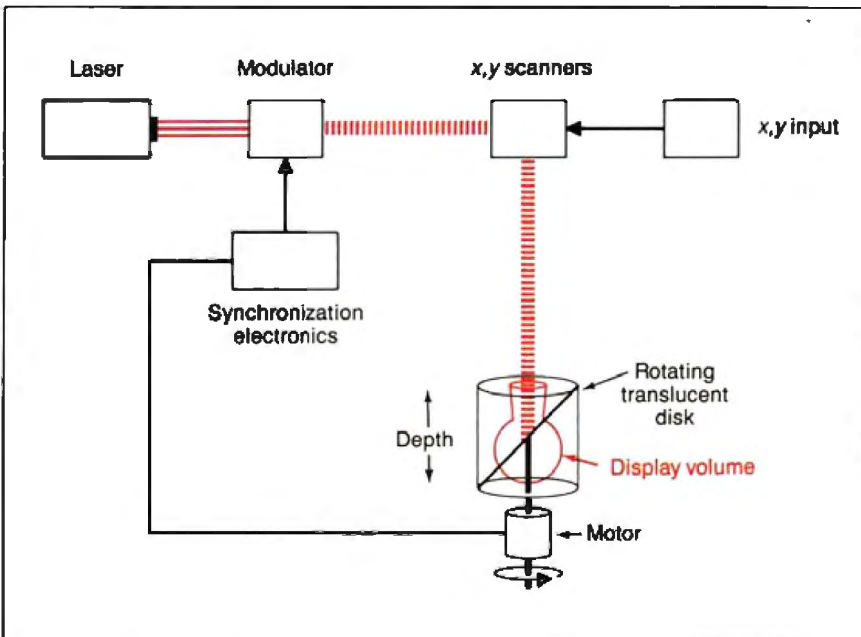 Laser
Modulator
x,y scanners
x,y input
Synchronization
electronics
Rotating
translucent
disk
Depth
Display volume
Motor